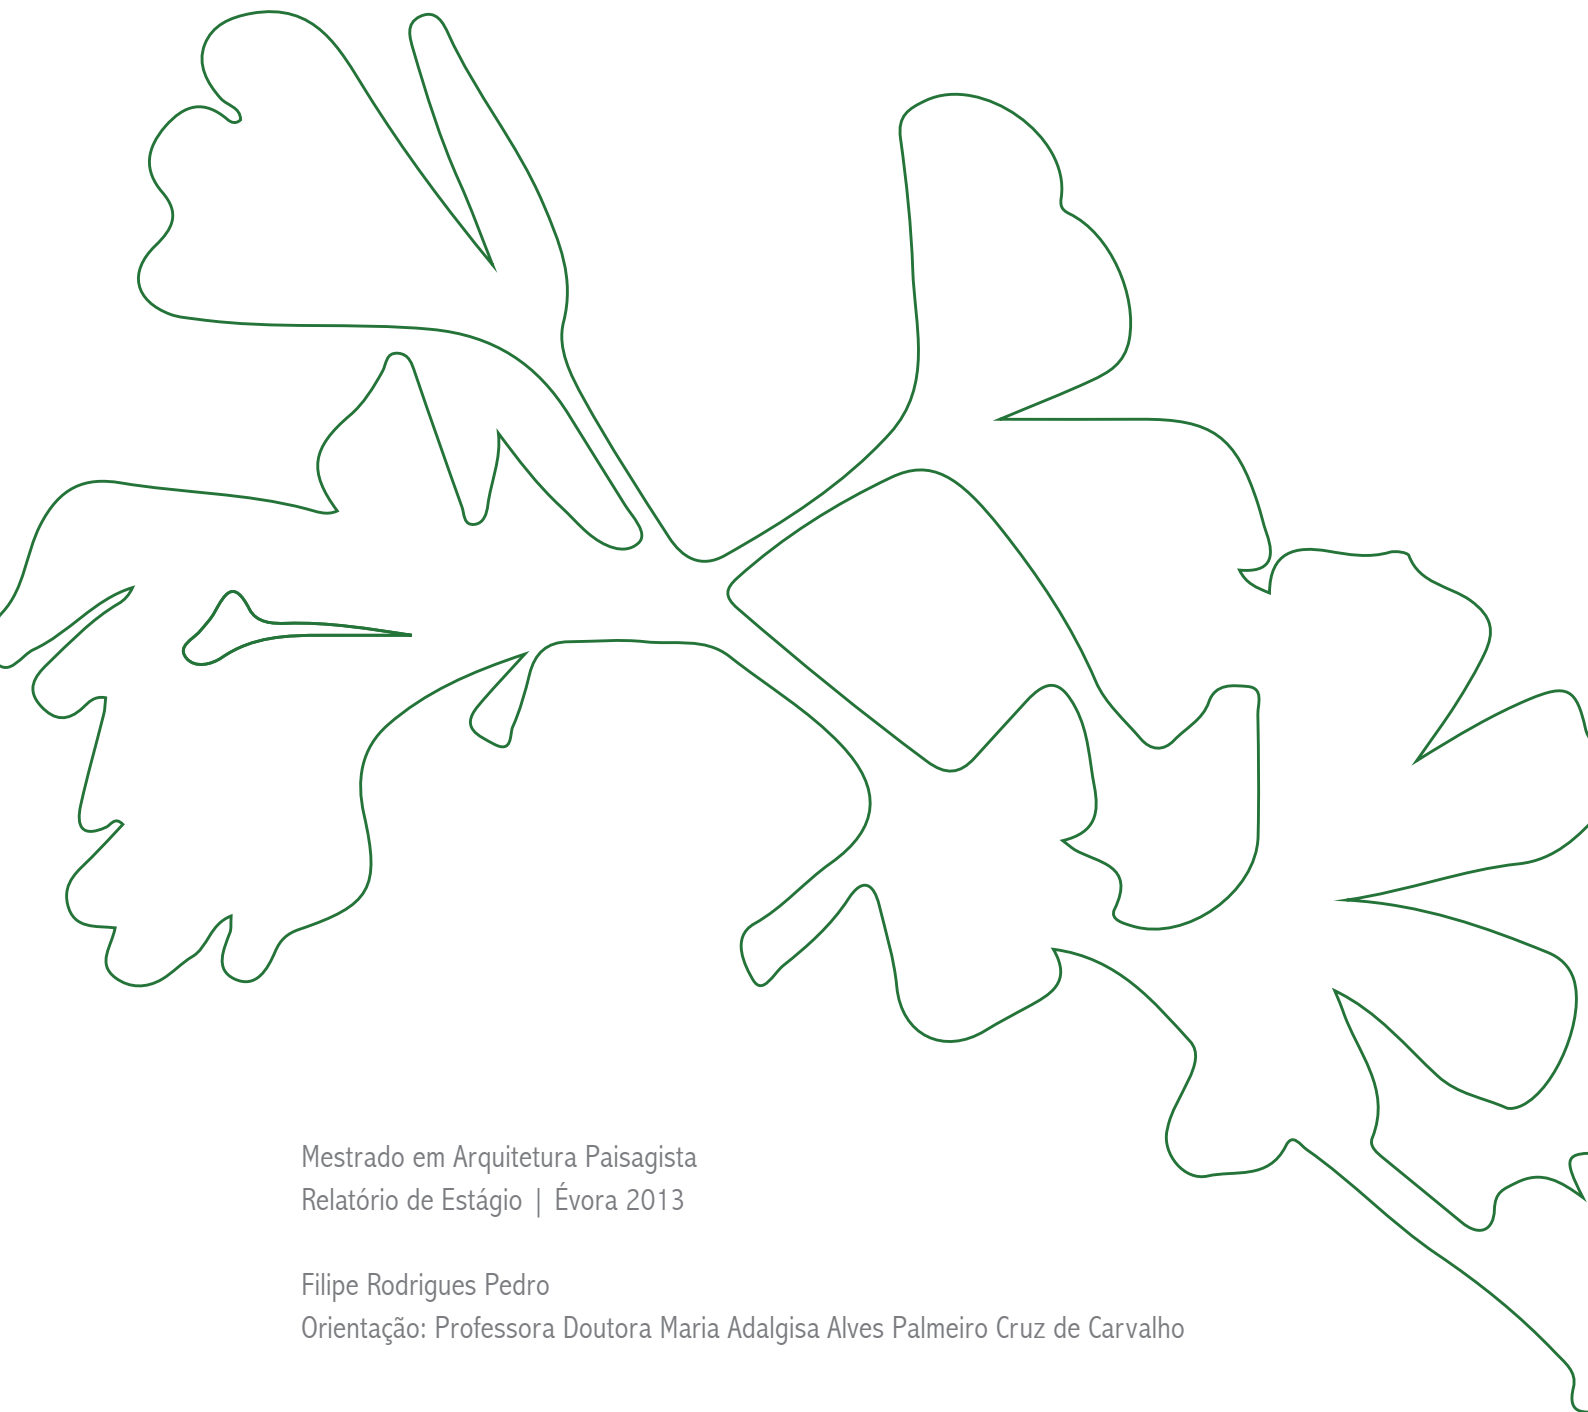 Mestrado em Arquitetura Paisagista
Relatório de Estágio | Évora 2013
Filipe Rodrigues Pedro
Orientação: Professora Doutora Maria Adalgisa Alves Palmeiro Cruz de Carvalho